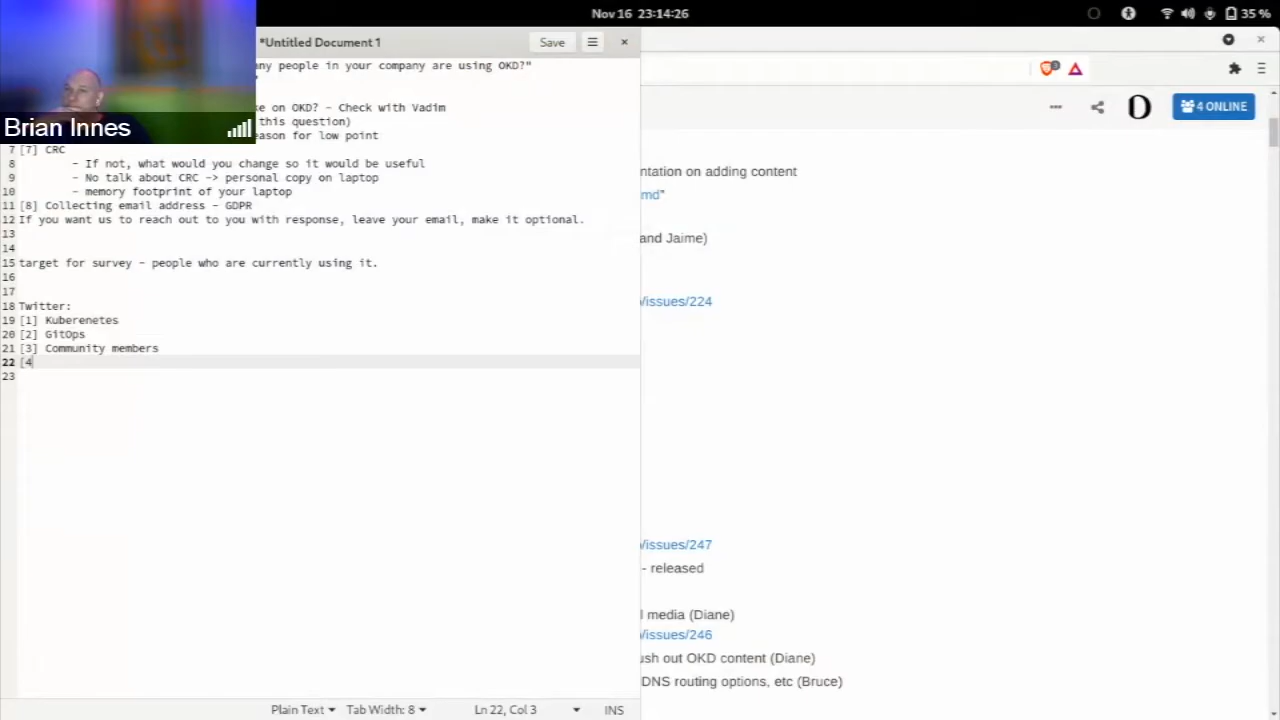 Nov 16 23:14:26
35 %
*Untitled Document 1
Save
any people in your company are using OKD?"
"
ke on OKD? - Check with Vadim
this question)
Brian Innes
eason for low point
7 [7] CRC
8 - If not, what would you change so it would be useful
9 - No talk about CRC -> personal copy on laptop
10 - memory footprint of your laptop
11 [8] Collecting email address - GDPR
12 If you want us to reach out to you with response, leave your email, make it optional.
13
14
15 target for survey - people who are currently using it.
16
17
18 Twitter:
19 [1] Kuberenetes
20 [2] GitOps
21 [3] Community members
22 [4
23
Plain Text Tab Width: 8 Ln 22, Col 3 INS
4 ONLINE
ntation on adding content
md"
and Jaime)
/issues/224
/issues/247
- released
l media (Diane)
/issues/246
ush out OKD content (Diane)
DNS routing options, etc (Bruce)